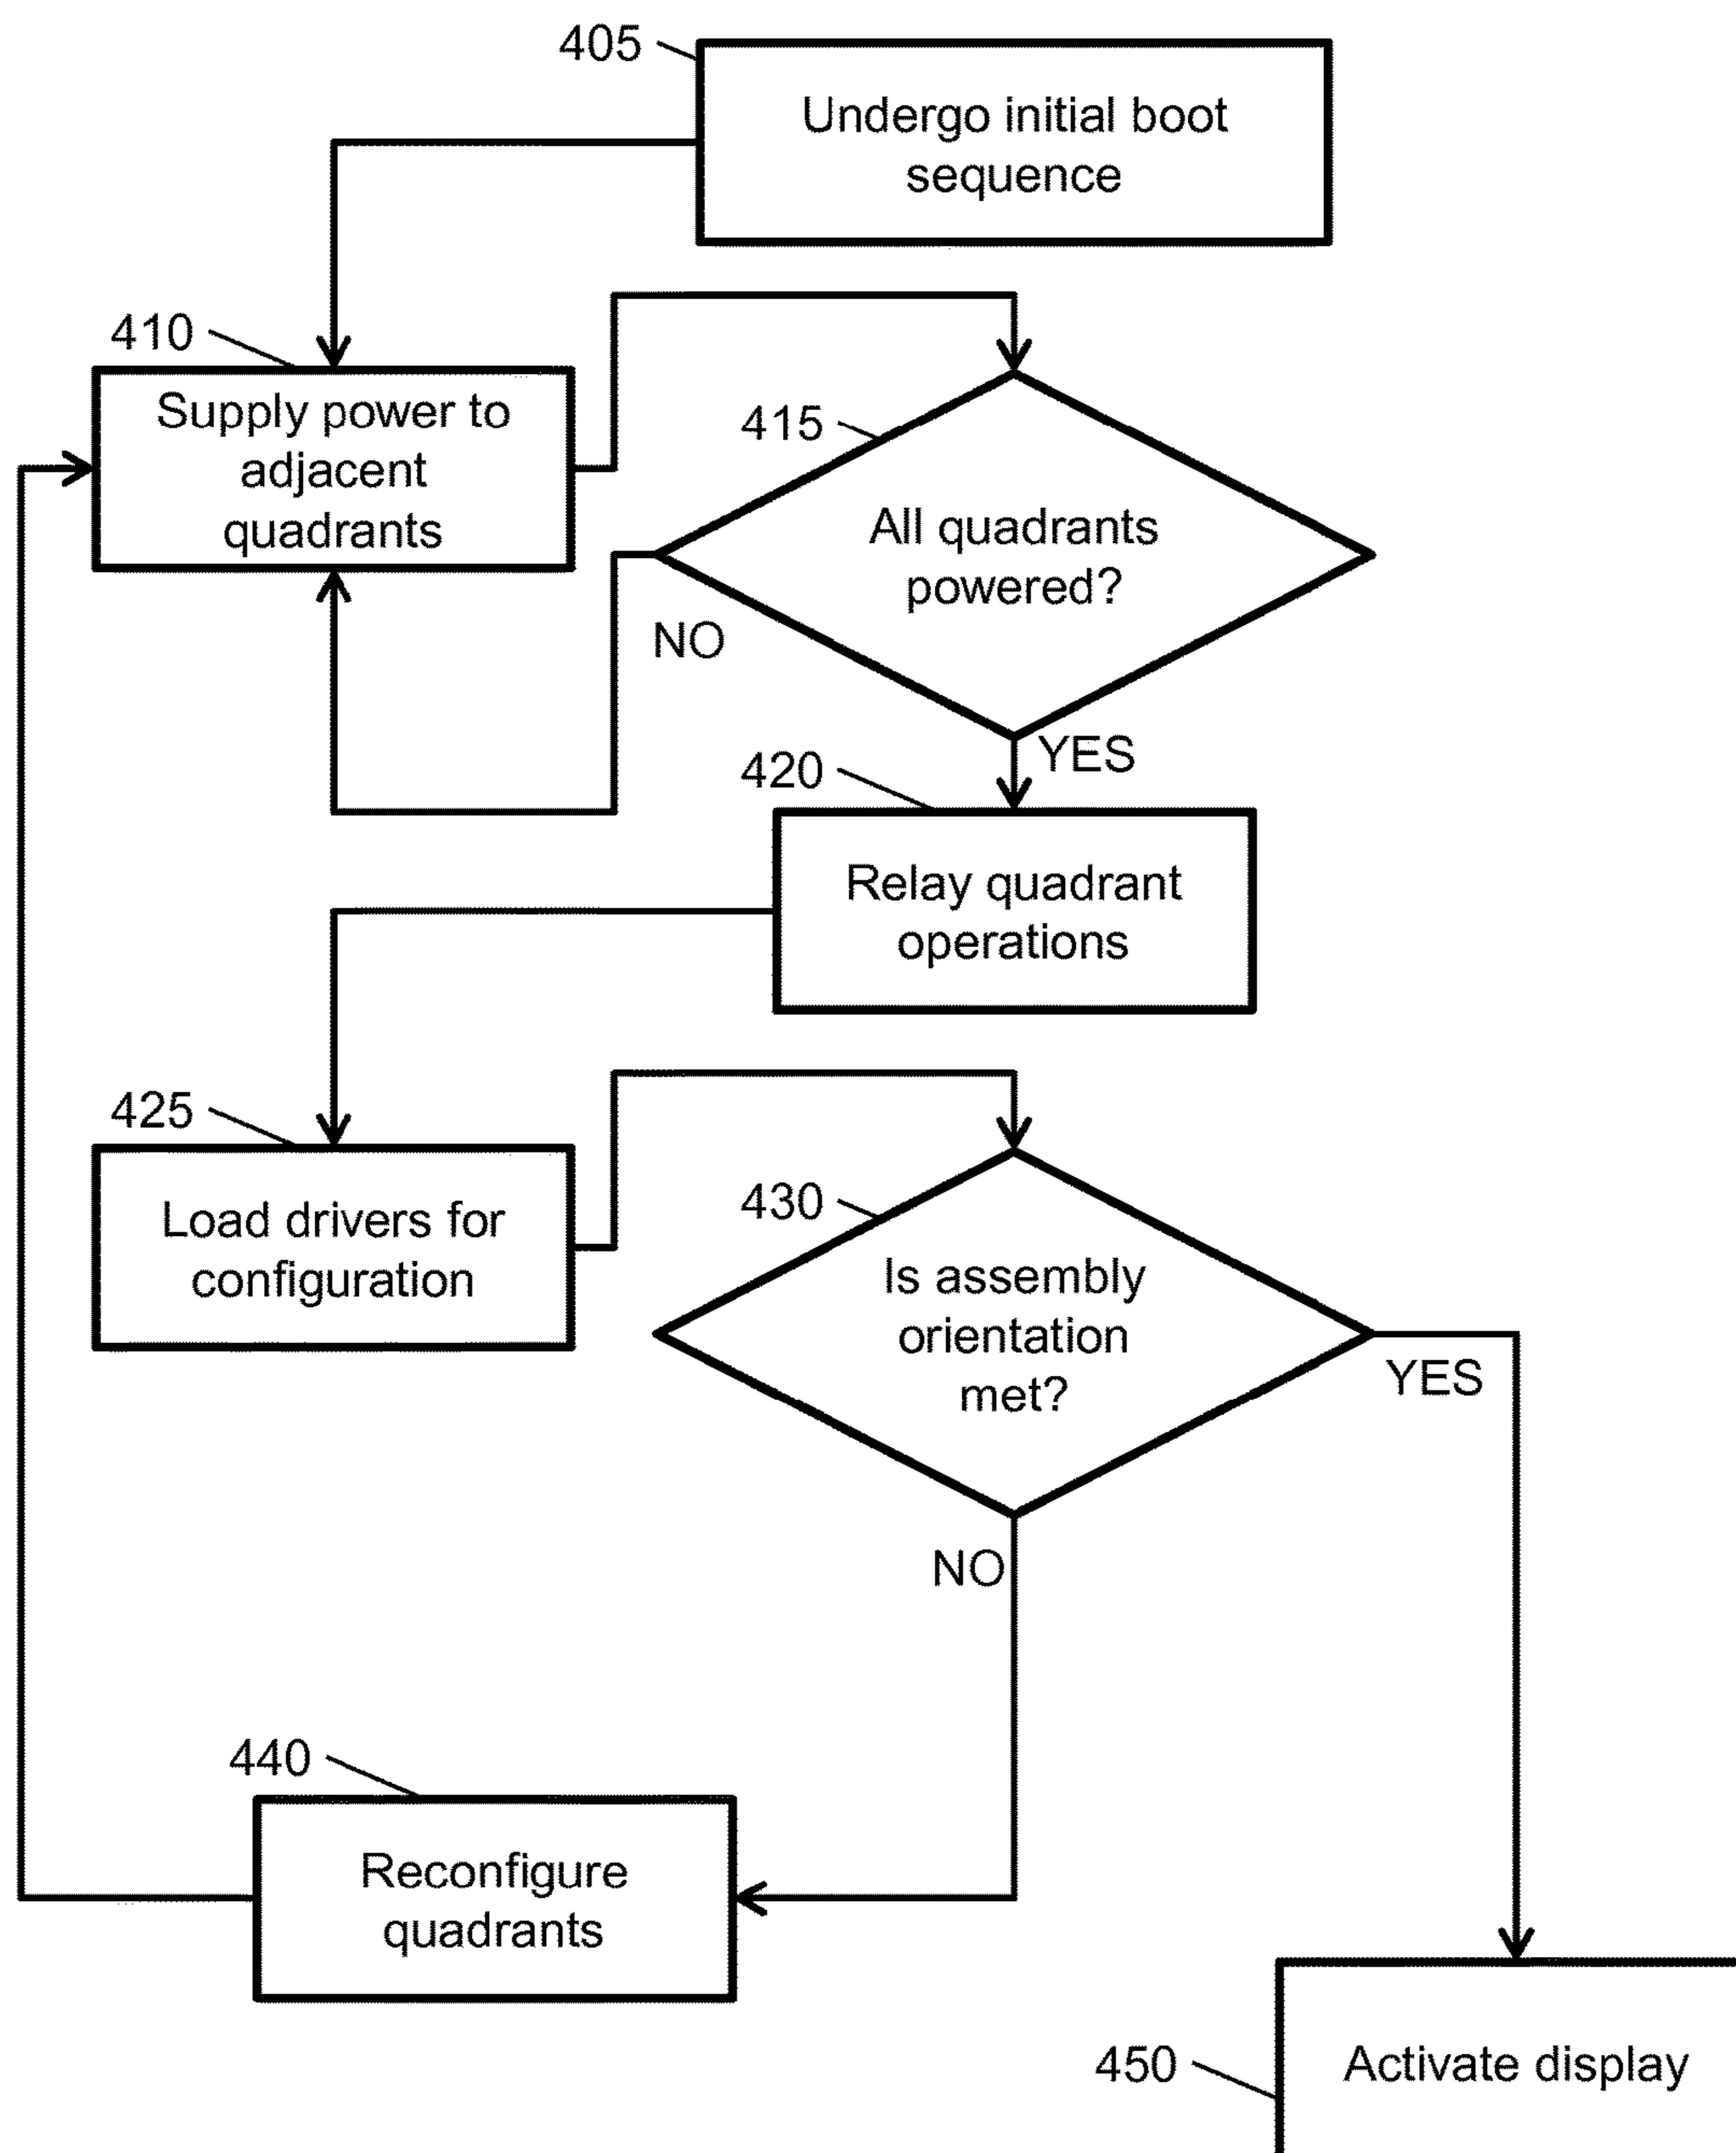 405
Undergo initial boot
sequence
410
Supply power to
adjacent
quadrants
415
All quadrants
powered?
NO
YES
420
Relay quadrant
operations
425
Load drivers for
configuration
430
Is assembly
orientation
met?
YES
NO
440
Reconfigure
quadrants
450
Activate display